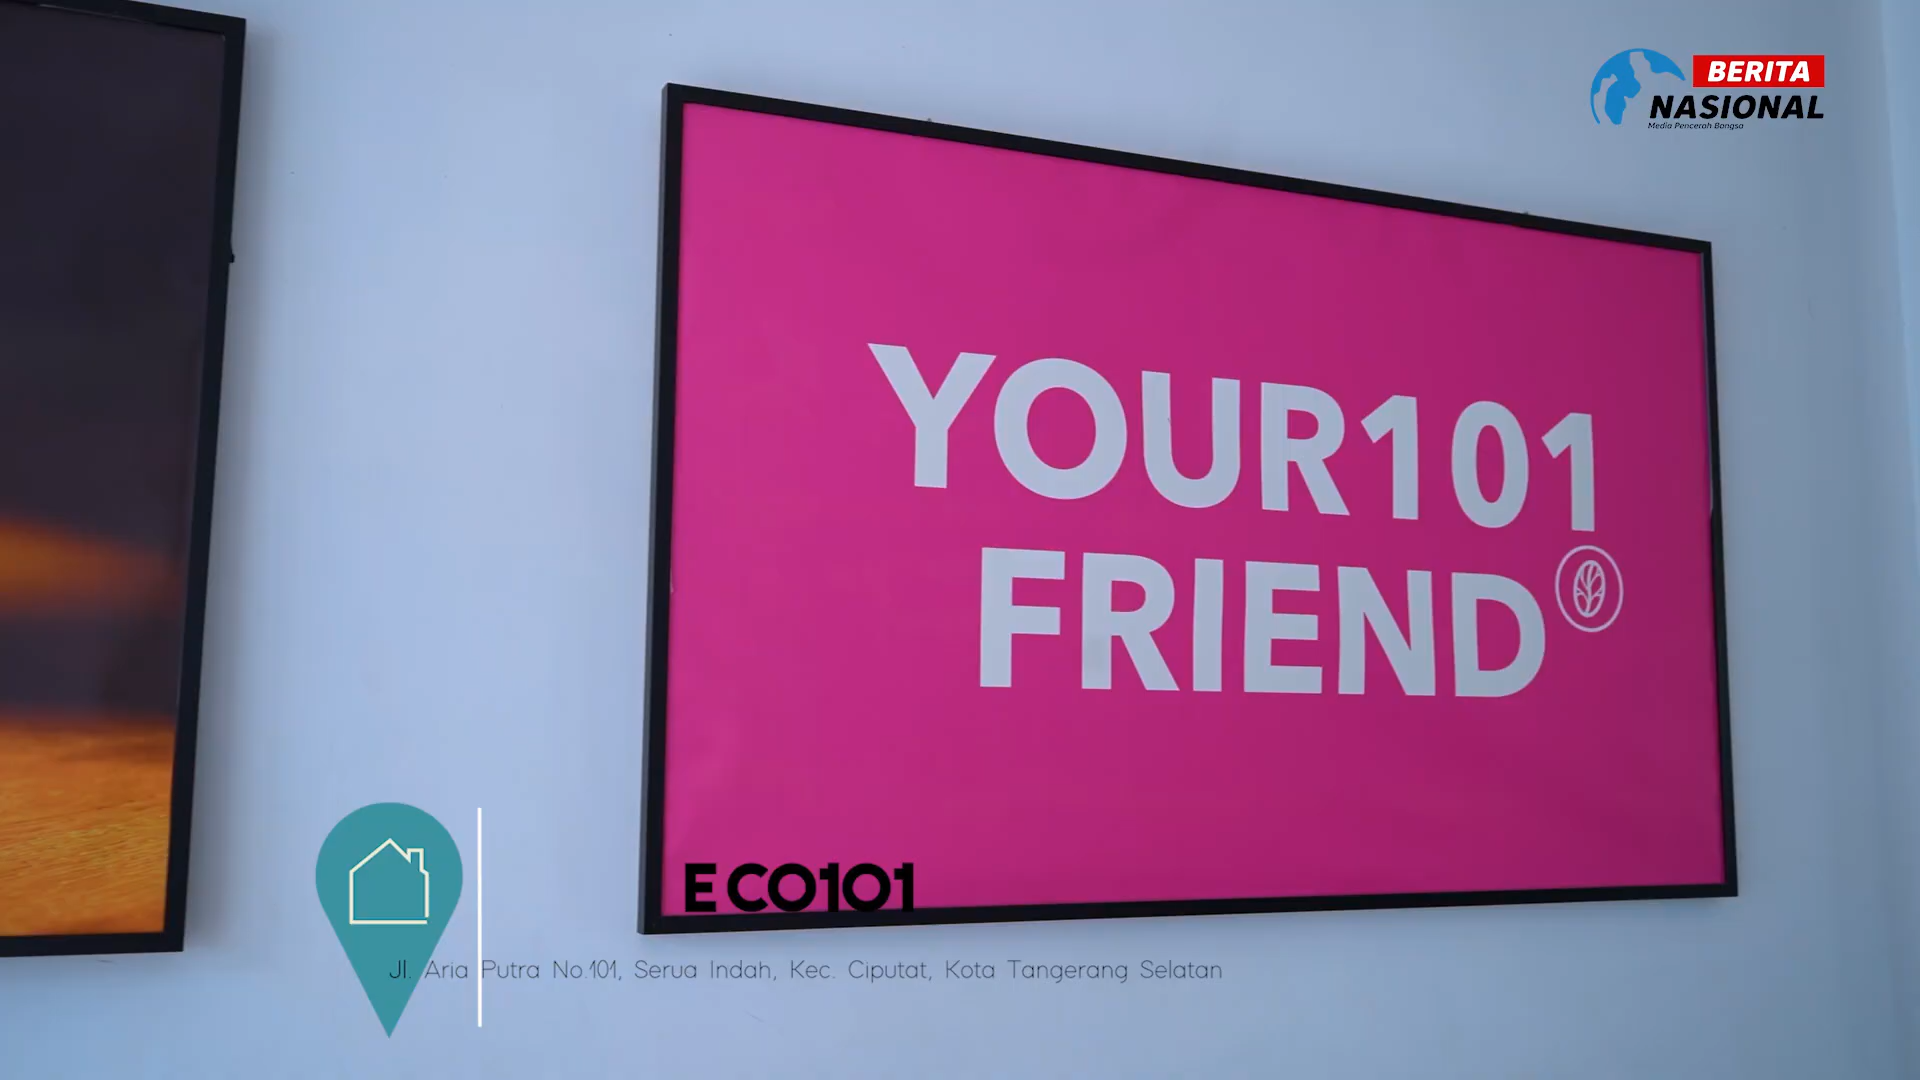 BERITA
NASIONAL
Media Pencerah Bangsa
YOUR101
FRIEND
ECO101
Jl. Aria Putra No.101, Serua Indah, Kec. Ciputat, Kota Tangerang Selatan